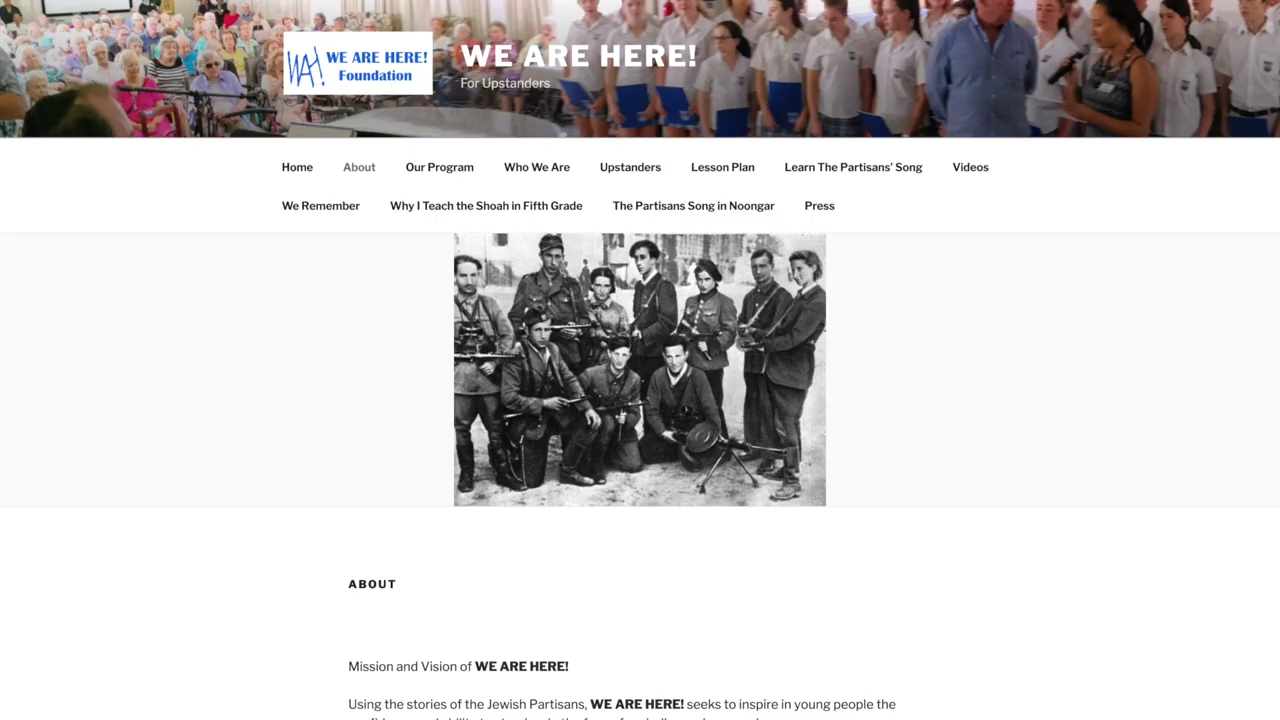 WE ARE HERE!
Foundation
WE ARE HERE!
For Upstanders
Home About Our Program Who We Are Upstanders Lesson Plan Learn The Partisans' Song Videos
We Remember Why I Teach the Shoah in Fifth Grade The Partisans Song in Noongar Press
ABOUT
Mission and Vision of WE ARE HERE!
Using the stories of the Jewish Partisans, WE ARE HERE! seeks to inspire in young people the